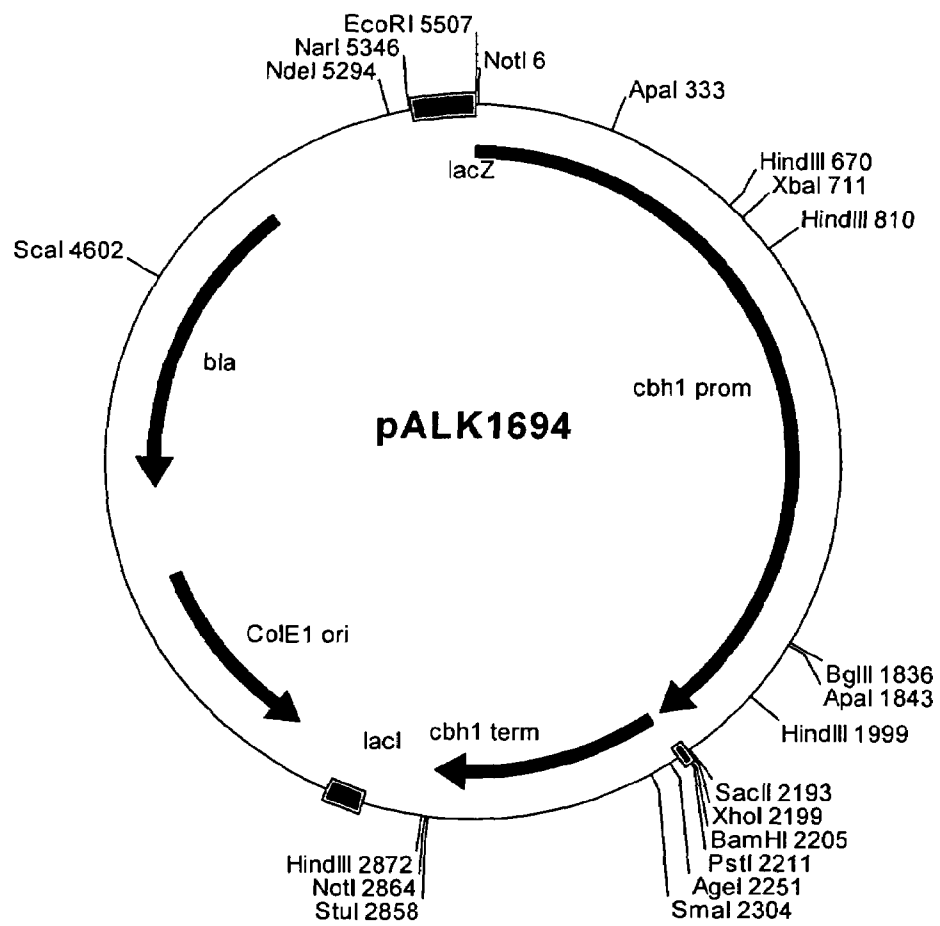 EcoRI 5507
NarI 5346
NdeI 5294
NotI 6
ApaI 333
lacZ
HindIII 670
XbaI 711
HindIII 810
ScaI 4602
bla
cbh1 prom
pALK1694
ColE1 ori
BglII 1836
ApaI 1843
lacI
cbh1 term
HindIII 1999
SacII 2193
XhoI 2199
BamHI 2205
PstI 2211
AgeI 2251
SmaI 2304
HindIII 2872
NotI 2864
StuI 2858